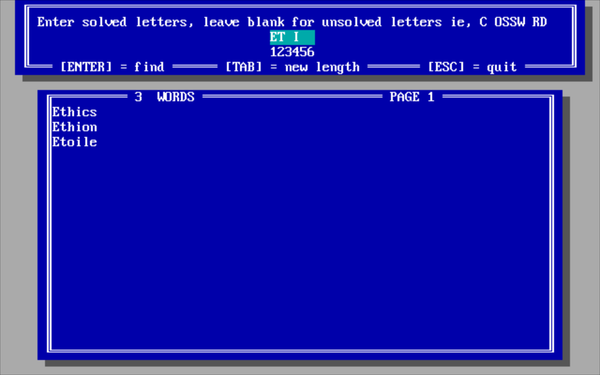 Enter solved letters, leave blank for unsolved letters ie, C OSSW RD
ET I
123456
[ENTER] = find [TAB] = new length [ESC] = quit
3 WORDS PAGE 1
Ethics
Ethion
Etoile